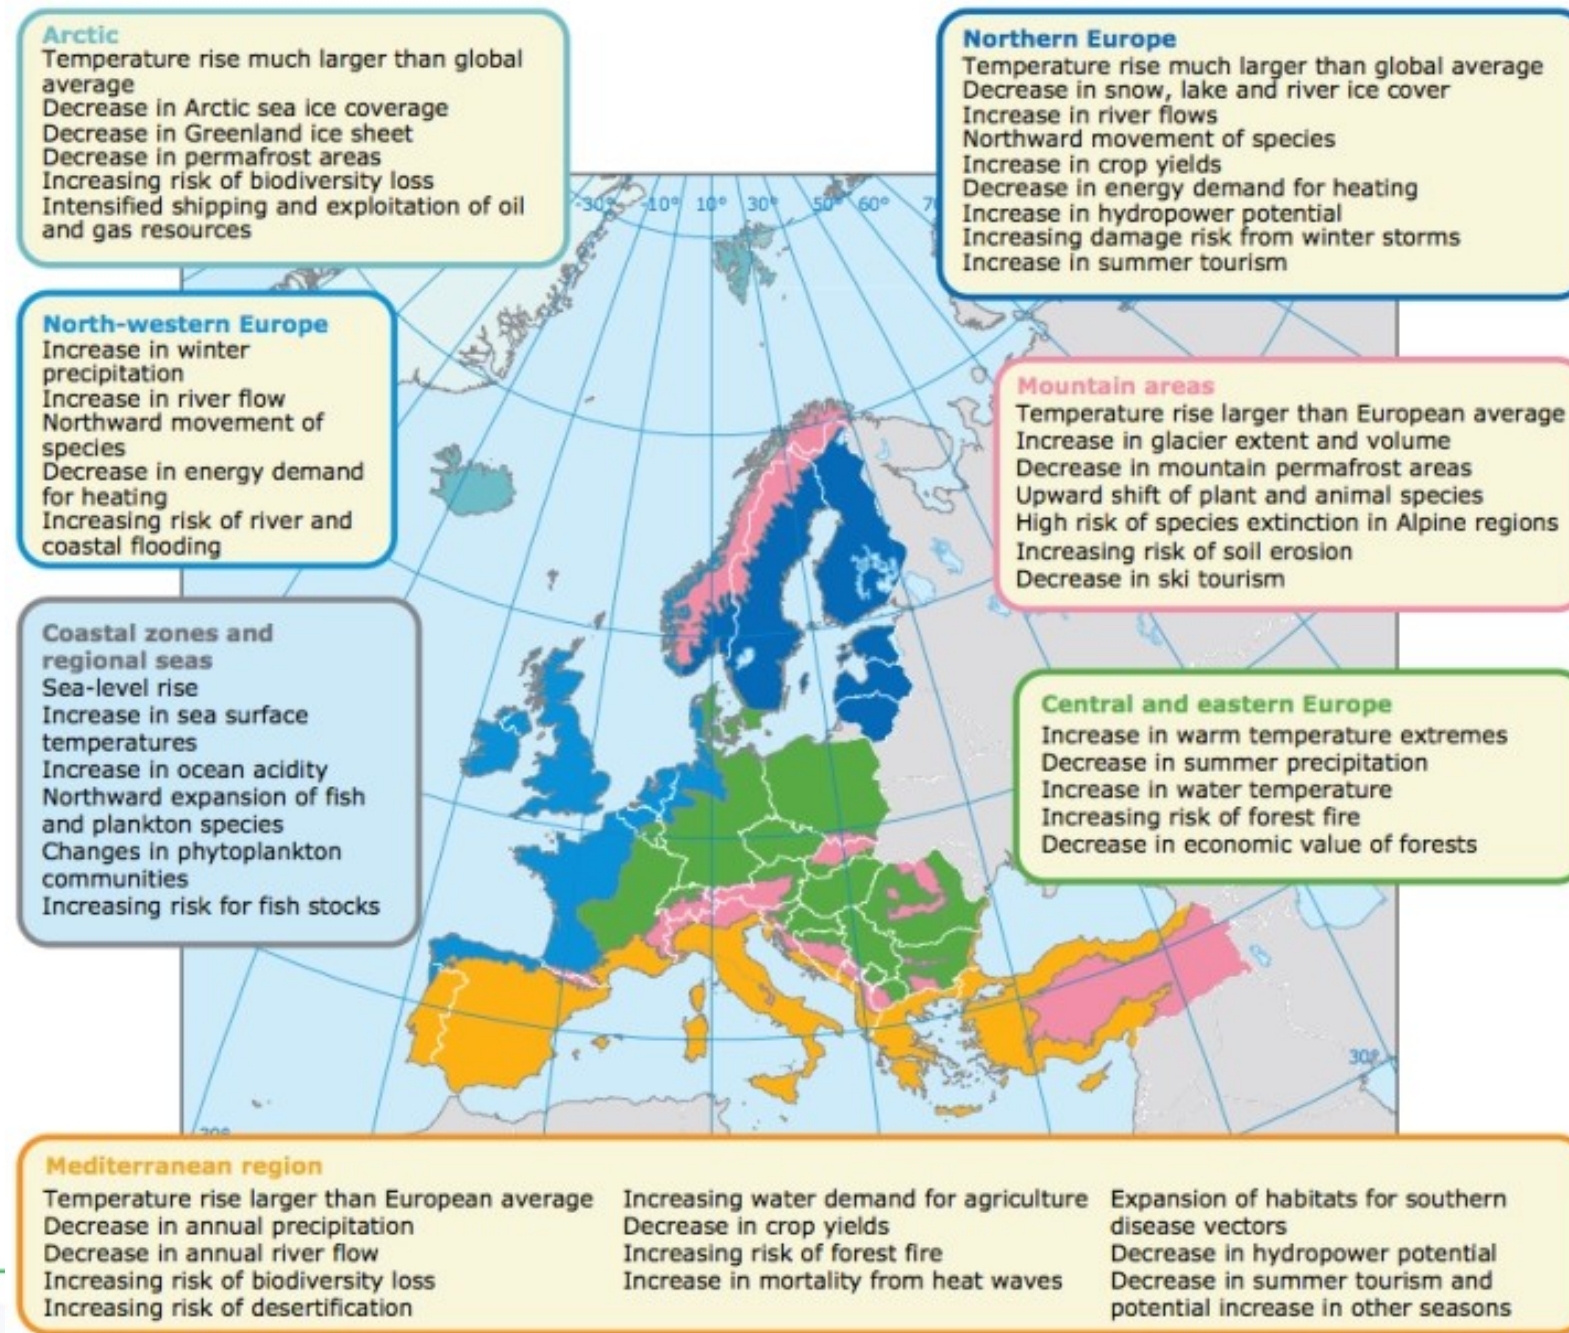 Arctic
Temperature rise much larger than global
average
Decrease in Arctic sea ice coverage
Decrease in Greenland ice sheet
Decrease in permafrost areas
Increasing risk of biodiversity loss
Intensified shipping and exploitation of oil
and gas resources
Northern Europe
Temperature rise much larger than global average
Decrease in snow, lake and river ice cover
Increase in river flows
Northward movement of species
Increase in crop yields
Decrease in energy demand for heating
Increase in hydropower potential
Increasing damage risk from winter storms
Increase in summer tourism
-30° -10° 10° 30° 50° 60°
North-western Europe
Increase in winter
precipitation
Increase in river flow
Northward movement of
species
Decrease in energy demand
for heating
Increasing risk of river and
coastal flooding
Mountain areas
Temperature rise larger than European average
Increase in glacier extent and volume
Decrease in mountain permafrost areas
Upward shift of plant and animal species
High risk of species extinction in Alpine regions
Increasing risk of soil erosion
Decrease in ski tourism
Coastal zones and
regional seas
Sea-level rise
Increase in sea surface
temperatures
Increase in ocean acidity
Northward expansion of fish
and plankton species
Changes in phytoplankton
communities
Increasing risk for fish stocks
Central and eastern Europe
Increase in warm temperature extremes
Decrease in summer precipitation
Increase in water temperature
Increasing risk of forest fire
Decrease in economic value of forests
30°
Mediterranean region
Temperature rise larger than European average
Decrease in annual precipitation
Decrease in annual river flow
Increasing risk of biodiversity loss
Increasing risk of desertification
Increasing water demand for agriculture
Decrease in crop yields
Increasing risk of forest fire
Increase in mortality from heat waves
Expansion of habitats for southern
disease vectors
Decrease in hydropower potential
Decrease in summer tourism and
potential increase in other seasons